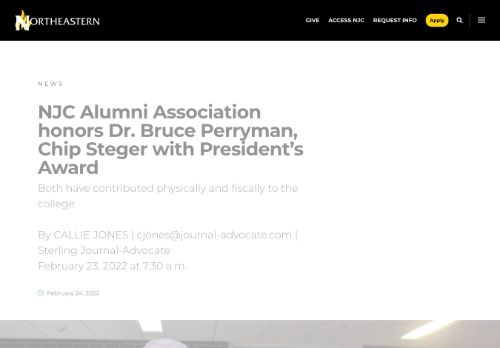 NORTHEASTERN
GIVE
ACCESS NJC
REQUEST INFO
Apply
NEWS
NJC Alumni Association
honors Dr. Bruce Perryman,
Chip Steger with President’s
Award
Both have contributed physically and fiscally to the
college
By CALLIE JONES | cjones@journal-advocate.com |
Sterling Journal-Advocate
February 23, 2022 at 7:30 a.m.
February 24, 2022